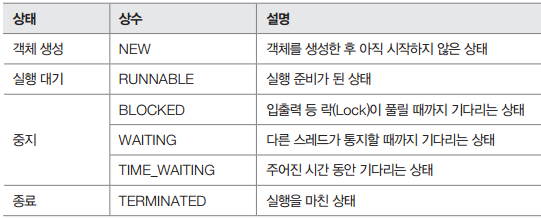 상태 상수 설명
객체 생성 NEW 객체를 생성한 후 아직 시작하지 않은 상태
실행 대기 RUNNABLE 실행 준비가 된 상태
중지 BLOCKED 입출력 등 락(Lock)이 풀릴 때까지 기다리는 상태
WAITING 다른 스레드가 통지할 때까지 기다리는 상태
TIME_WAITING 주어진 시간 동안 기다리는 상태
종료 TERMINATED 실행을 마친 상태